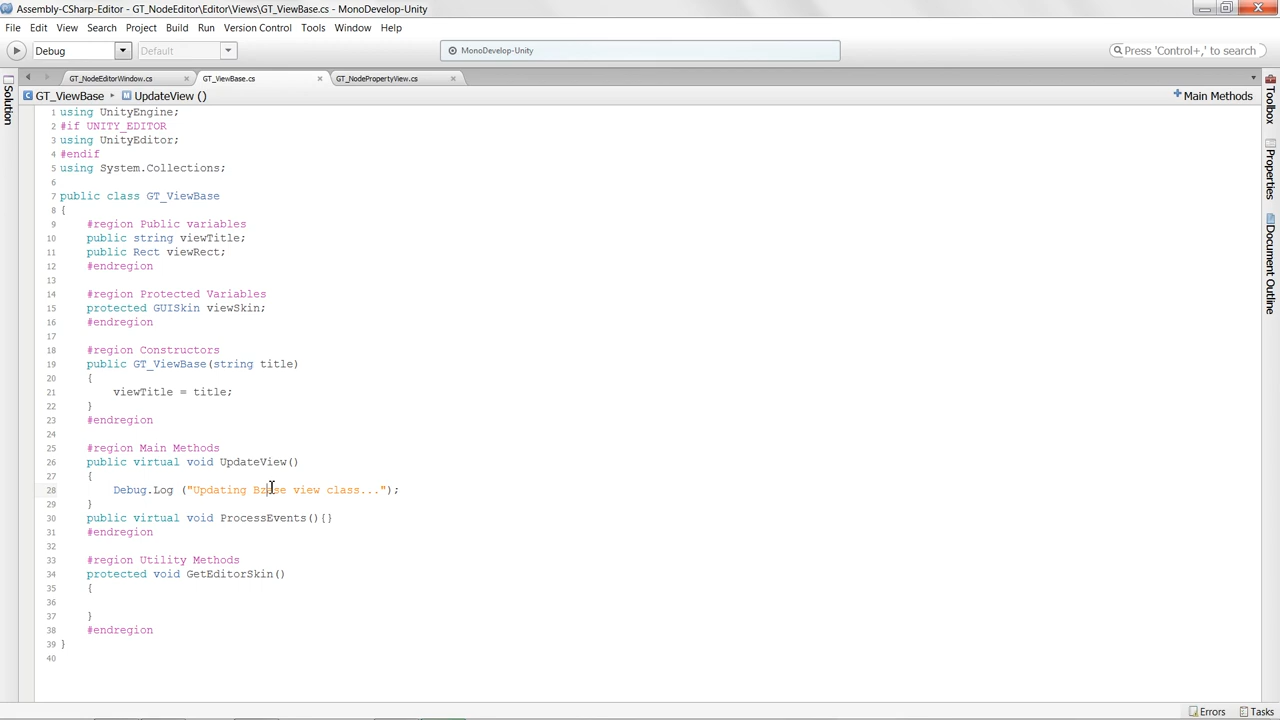 Assembly-CSharp-Editor - GT_NodeEditor\Editor\Views\GT_ViewBase.cs - MonoDevelop-Unity
File Edit View Search Project Build Run Version Control Tools Window Help
Debug Default MonoDevelop-Unity Press 'Control+,' to search
GT_NodeEditorWindow.cs GT_ViewBase.cs GT_NodePropertyView.cs
GT_ViewBase UpdateView () Main Methods
Solution
Toolbox
Properties
Document Outline
1 using UnityEngine;
2 #if UNITY_EDITOR
3 using UnityEditor;
4 #endif
5 using System.Collections;
6
7 public class GT_ViewBase
8 {
9 #region Public variables
10 public string viewTitle;
11 public Rect viewRect;
12 #endregion
13
14 #region Protected Variables
15 protected GUISkin viewSkin;
16 #endregion
17
18 #region Constructors
19 public GT_ViewBase(string title)
20 {
21 viewTitle = title;
22 }
23 #endregion
24
25 #region Main Methods
26 public virtual void UpdateView()
27 {
28 Debug.Log ("Updating Bzase view class...");
29 }
30 public virtual void ProcessEvents(){}
31 #endregion
32
33 #region Utility Methods
34 protected void GetEditorSkin()
35 {
36
37 }
38 #endregion
39 }
40
Errors Tasks